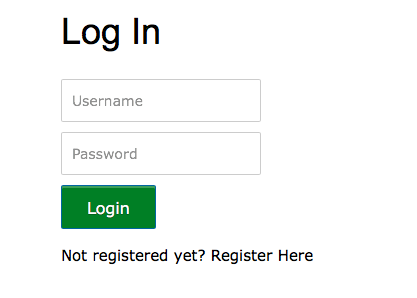 Log In
Username
Password
Login
Not registered yet? Register Here